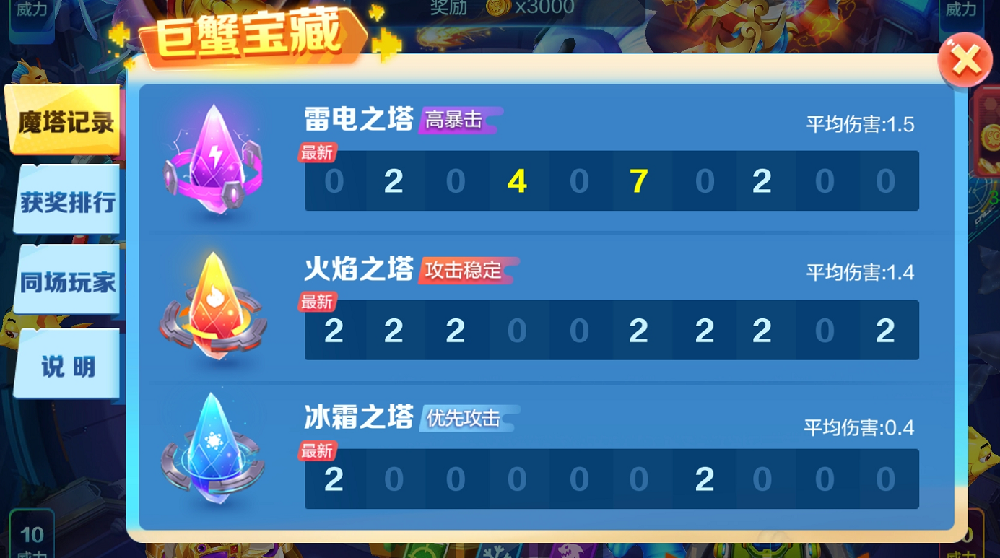 威力
奖励 x3000
威力
巨蟹宝藏
魔塔记录
获奖排行
同场玩家
说明
雷电之塔 高暴击 平均伤害:1.5
最新
0 2 0 4 0 7 0 2 0 0
火焰之塔 攻击稳定 平均伤害:1.4
最新
2 2 2 0 0 2 2 2 0 2
冰霜之塔 优先攻击 平均伤害:0.4
最新
2 0 0 0 0 0 2 0 0 0
10
威力
0
威力